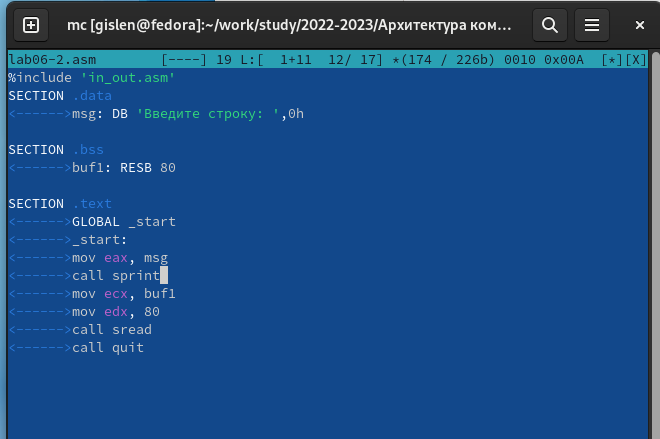 mc [gislen@fedora]:~/work/study/2022-2023/Архитектура ком...
lab06-2.asm [----] 19 L:[ 1+11 12/ 17] *(174 / 226b) 0010 0x00A [*][X]
%include 'in_out.asm'
SECTION .data
<------>msg: DB 'Введите строку: ',0h
SECTION .bss
<------>buf1: RESB 80
SECTION .text
<------>GLOBAL _start
<------>_start:
<------>mov eax, msg
<------>call sprint
<------>mov ecx, buf1
<------>mov edx, 80
<------>call sread
<------>call quit